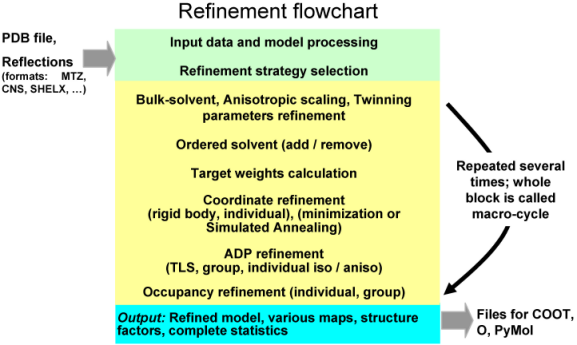 Refinement flowchart
PDB file,
Reflections
(formats: MTZ,
CNS, SHELX, ...)
Input data and model processing
Refinement strategy selection
Bulk-solvent, Anisotropic scaling, Twinning
parameters refinement
Ordered solvent (add / remove)
Target weights calculation
Coordinate refinement
(rigid body, individual), (minimization or
Simulated Annealing)
ADP refinement
(TLS, group, individual iso / aniso)
Occupancy refinement (individual, group)
Repeated several
times; whole
block is called
macro-cycle
Output: Refined model, various maps, structure
factors, complete statistics
Files for COOT,
O, PyMol